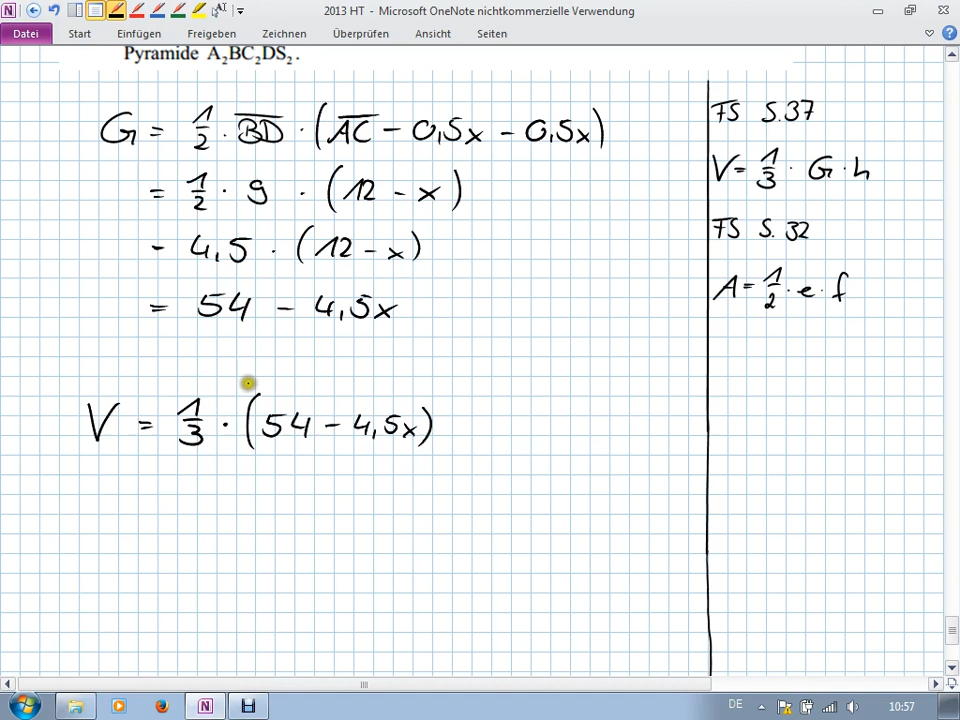 2013 HT - Microsoft OneNote nichtkommerzielle Verwendung
Datei Start Einfügen Freigeben Zeichnen Überprüfen Ansicht Seiten
Pyramide A₂BC₂DS₂.
G = 1/2 · BD · (AC − 0,5x − 0,5x)
= 1/2 · 9 · (12 − x)
= 4,5 · (12 − x)
= 54 − 4,5x
V = 1/3 · (54 − 4,5x)
FS S.37
V = 1/3 · G · h
FS S. 32
A = 1/2 · e · f
DE 10:57